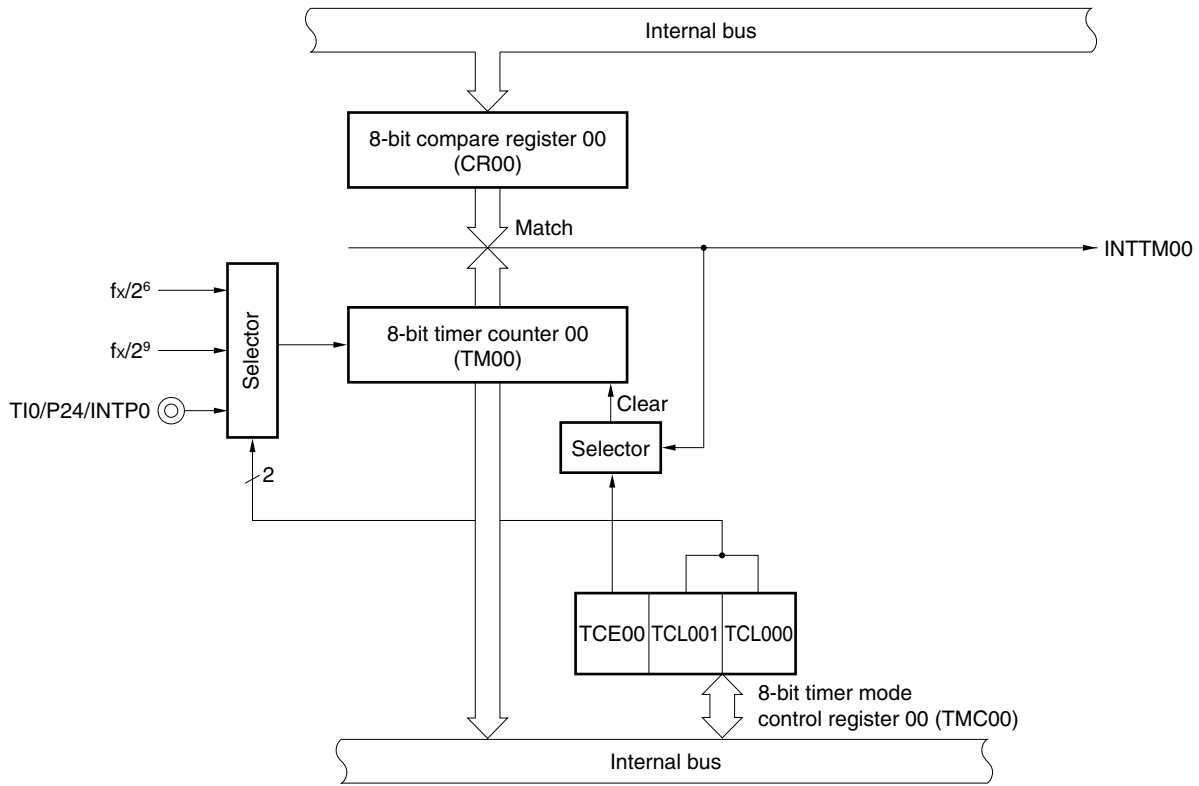 Internal bus
8-bit compare register 00
(CR00)
Match
INTTM00
fx/2⁶
fx/2⁹
TI0/P24/INTP0
Selector
8-bit timer counter 00
(TM00)
Clear
Selector
2
TCE00 TCL001 TCL000
8-bit timer mode
control register 00 (TMC00)
Internal bus